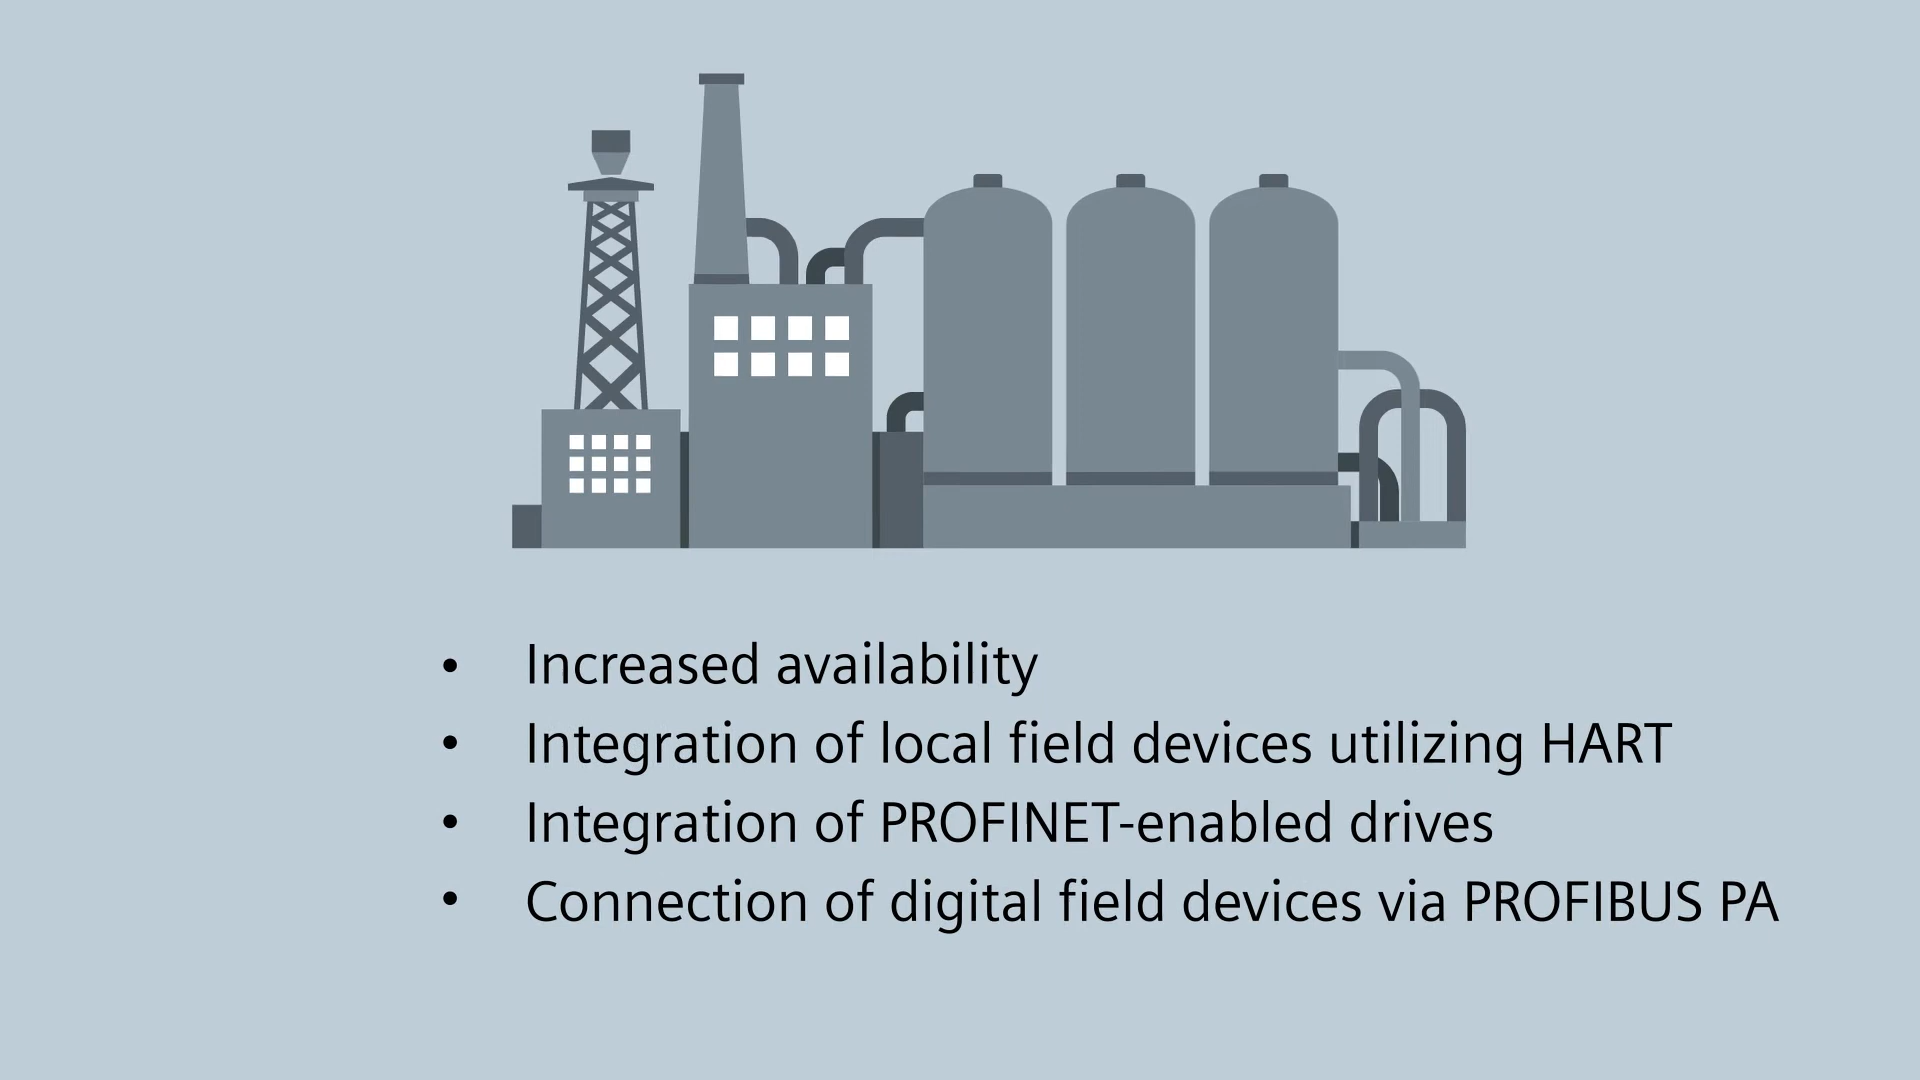 • Increased availability
• Integration of local field devices utilizing HART
• Integration of PROFINET-enabled drives
• Connection of digital field devices via PROFIBUS PA